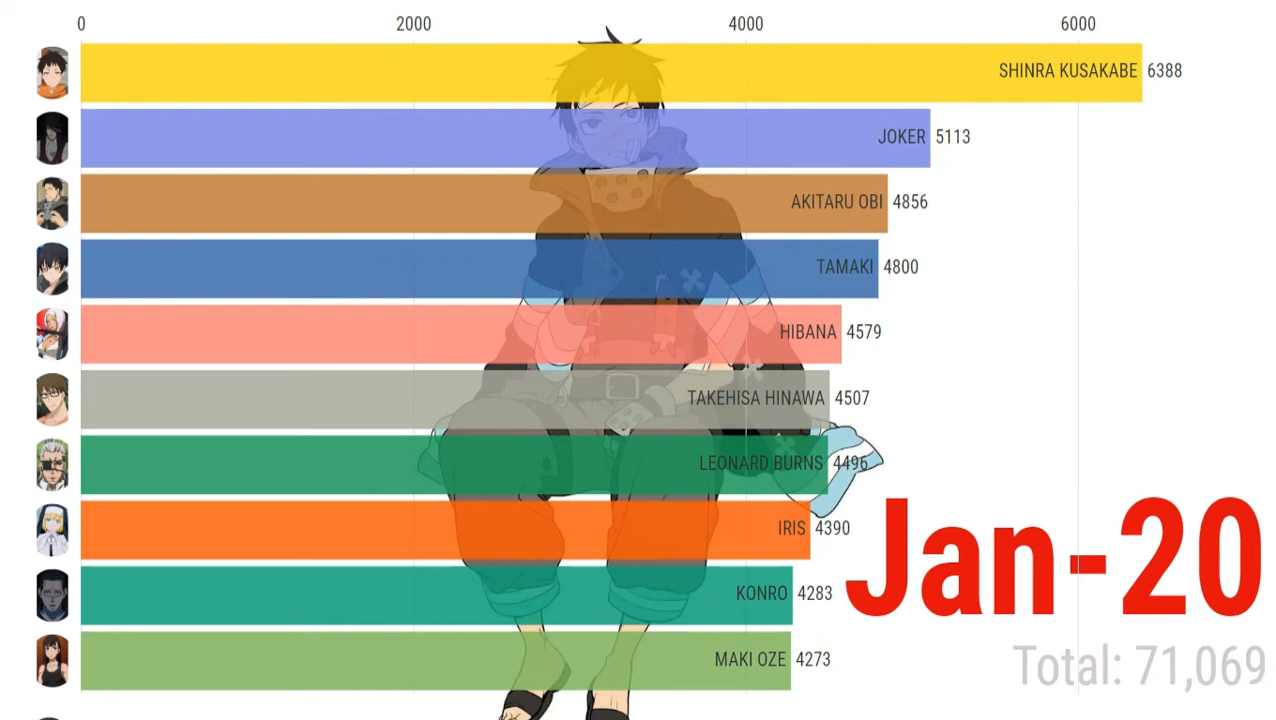 0 2000 4000 6000
SHINRA KUSAKABE 6388
JOKER 5113
AKITARU OBI 4856
TAMAKI 4800
HIBANA 4579
TAKEHISA HINAWA 4507
LEONARD BURNS 4496
IRIS 4390
KONRO 4283
MAKI OZE 4273
Jan-20
Total: 71,069